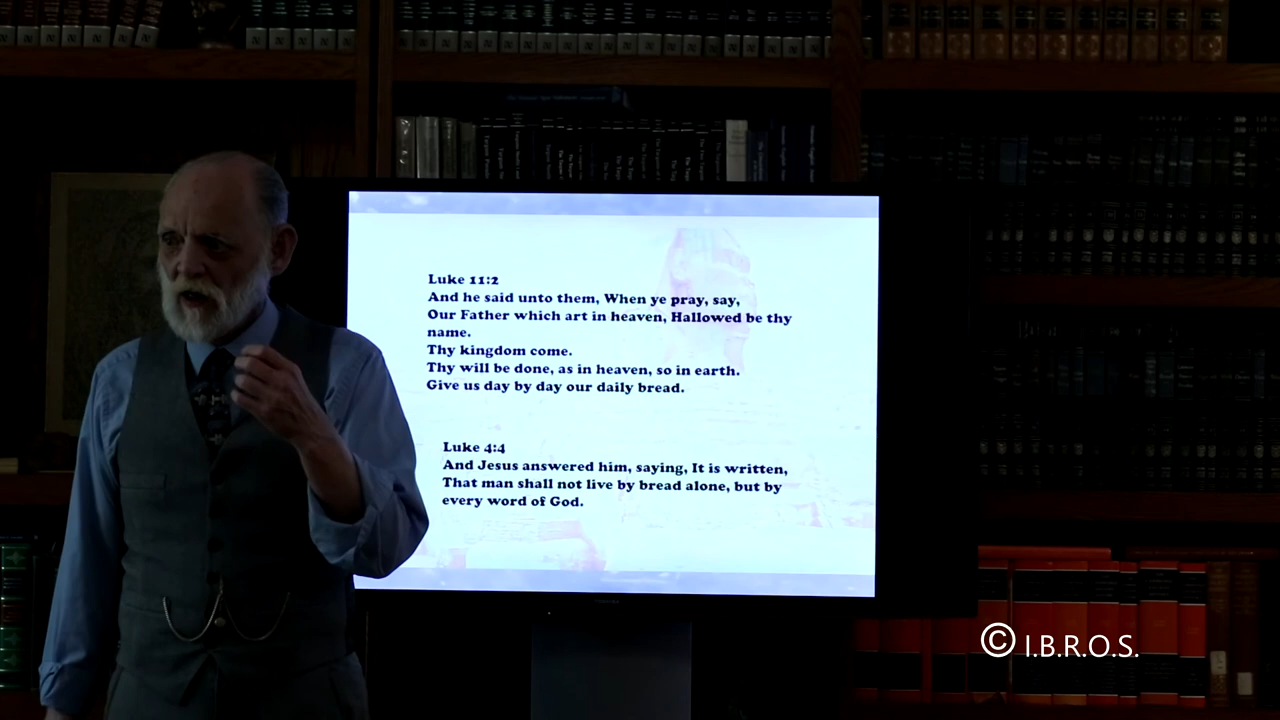 Luke 11:2
And he said unto them, When ye pray, say,
Our Father which art in heaven, Hallowed be thy
name.
Thy kingdom come.
Thy will be done, as in heaven, so in earth.
Give us day by day our daily bread.
Luke 4:4
And Jesus answered him, saying, It is written,
That man shall not live by bread alone, but by
every word of God.
© I.B.R.O.S.